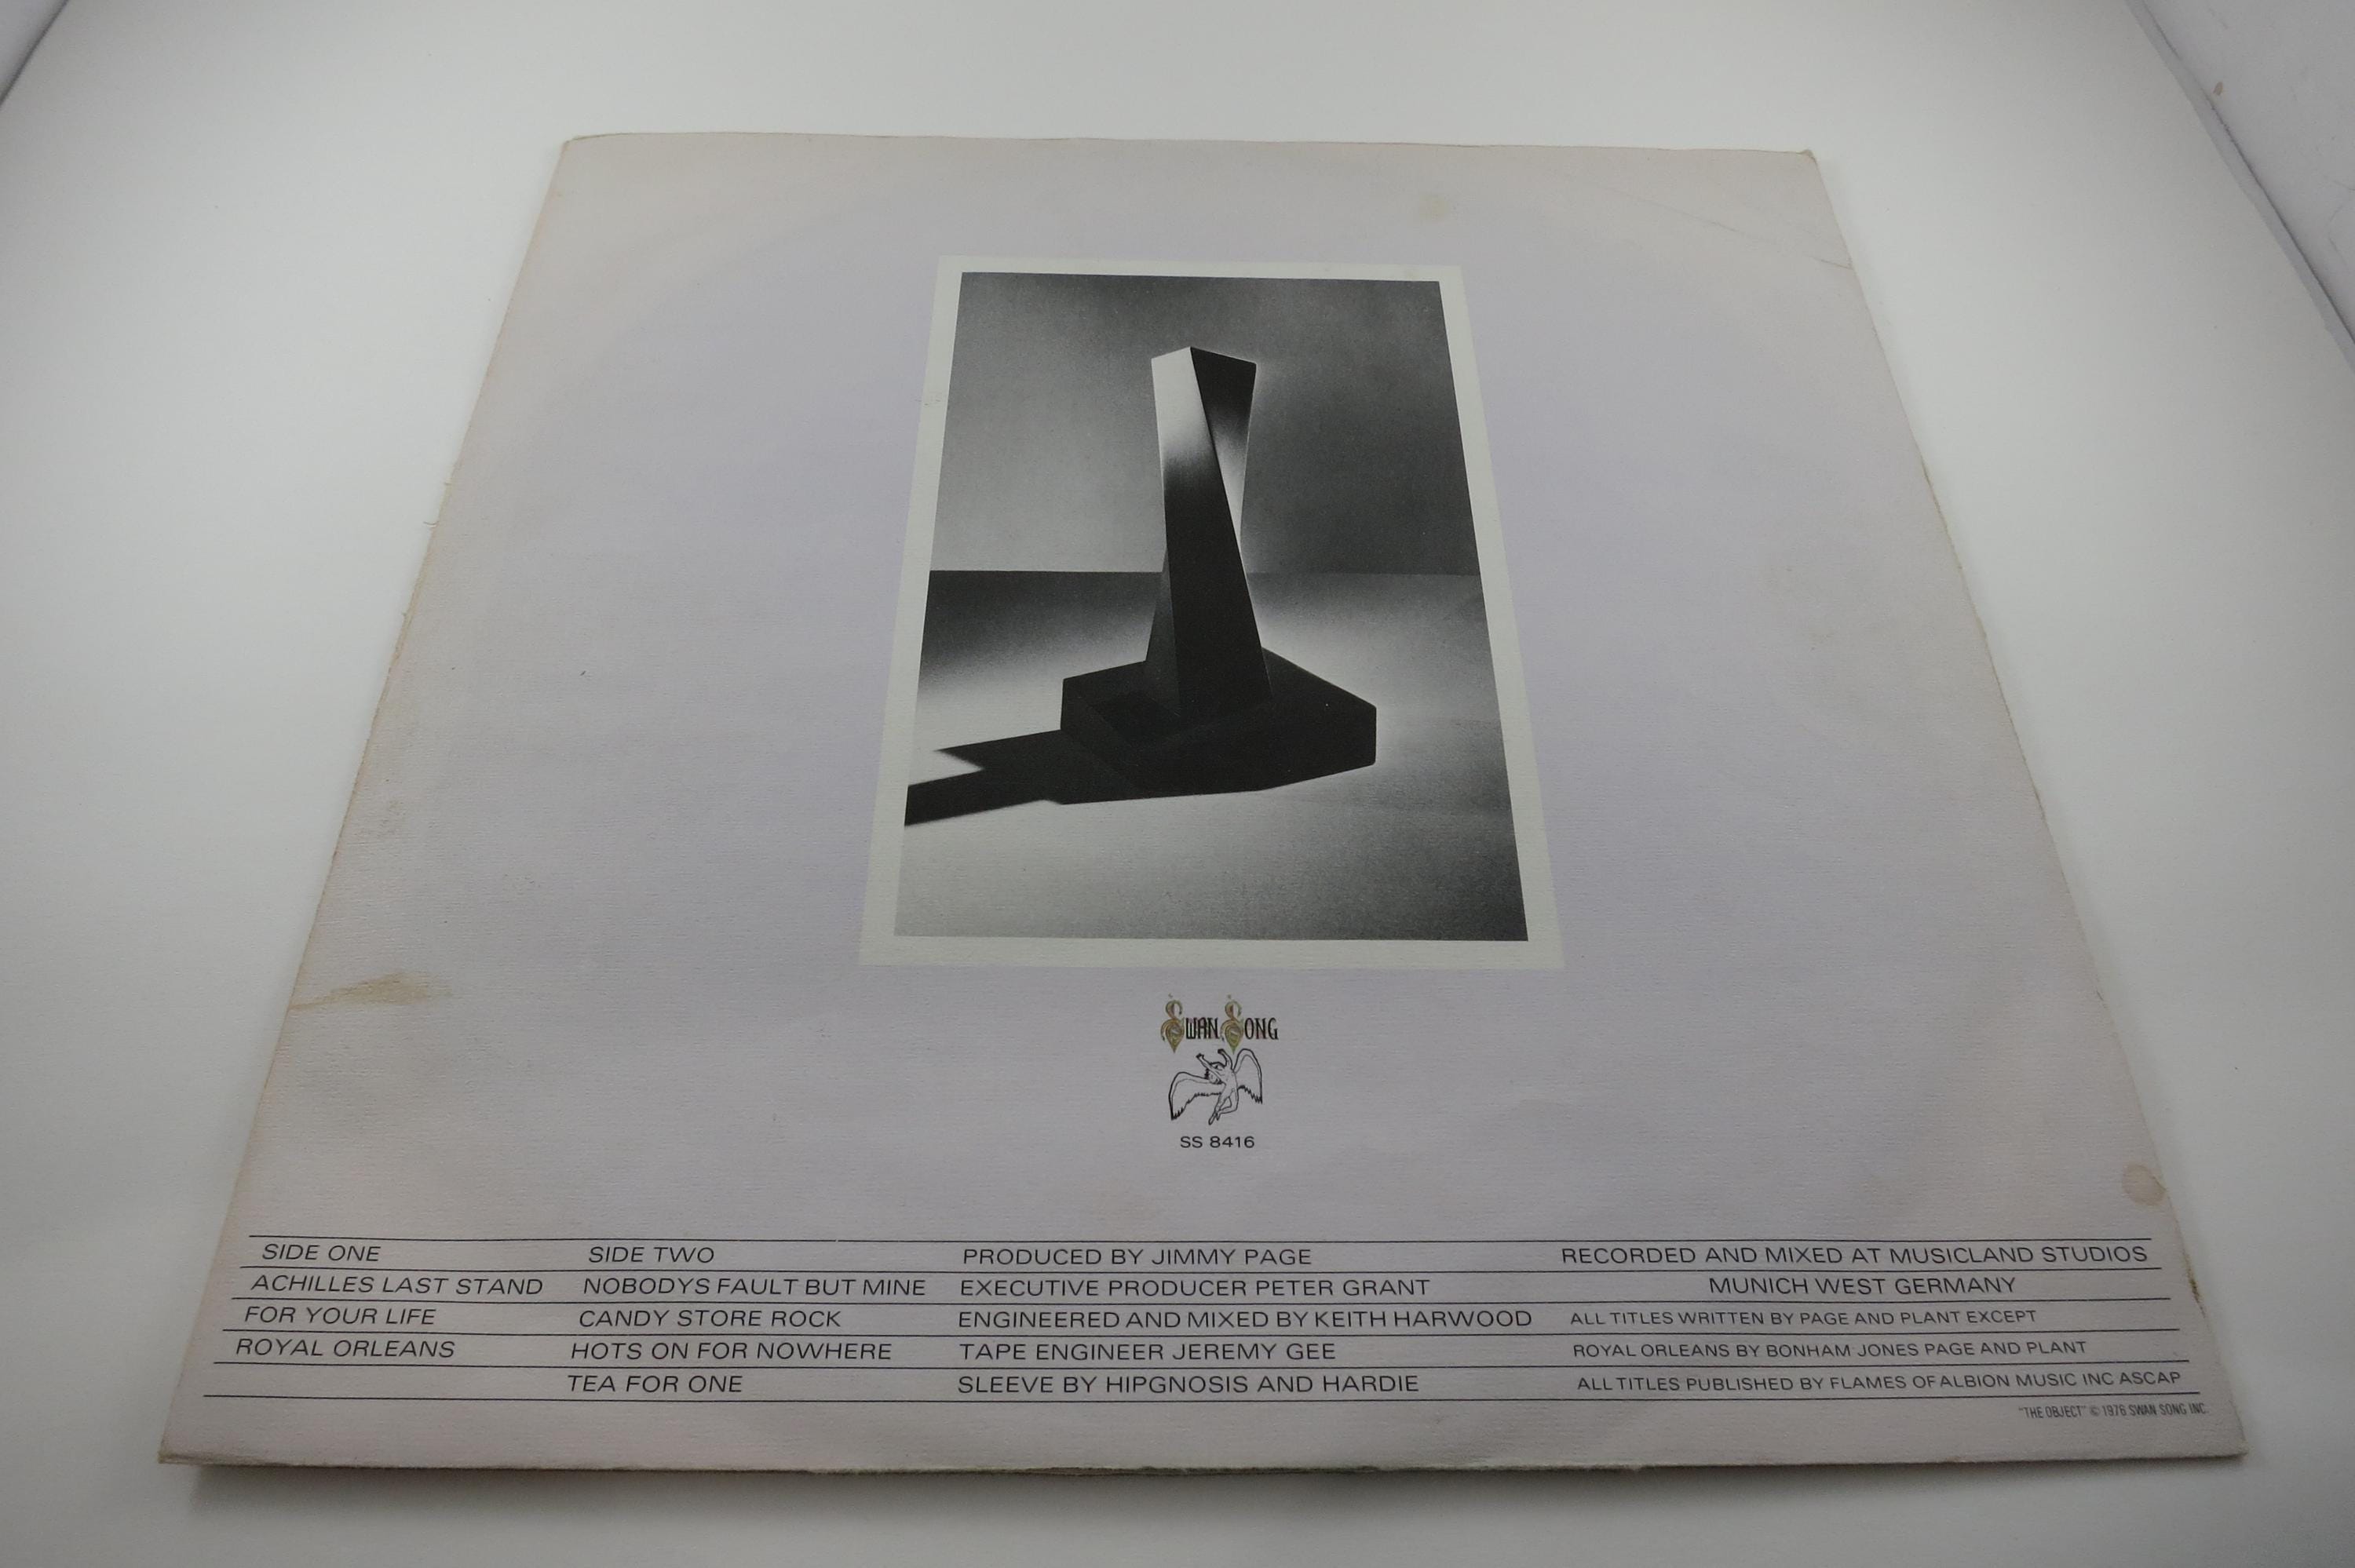 SWAN SONG
SS 8416
SIDE ONE
ACHILLES LAST STAND
FOR YOUR LIFE
ROYAL ORLEANS
SIDE TWO
NOBODYS FAULT BUT MINE
CANDY STORE ROCK
HOTS ON FOR NOWHERE
TEA FOR ONE
PRODUCED BY JIMMY PAGE
EXECUTIVE PRODUCER PETER GRANT
ENGINEERED AND MIXED BY KEITH HARWOOD
TAPE ENGINEER JEREMY GEE
SLEEVE BY HIPGNOSIS AND HARDIE
RECORDED AND MIXED AT MUSICLAND STUDIOS
MUNICH WEST GERMANY
ALL TITLES WRITTEN BY PAGE AND PLANT EXCEPT
ROYAL ORLEANS BY BONHAM JONES PAGE AND PLANT
ALL TITLES PUBLISHED BY FLAMES OF ALBION MUSIC INC ASCAP
"THE OBJECT" © 1976 SWAN SONG INC.